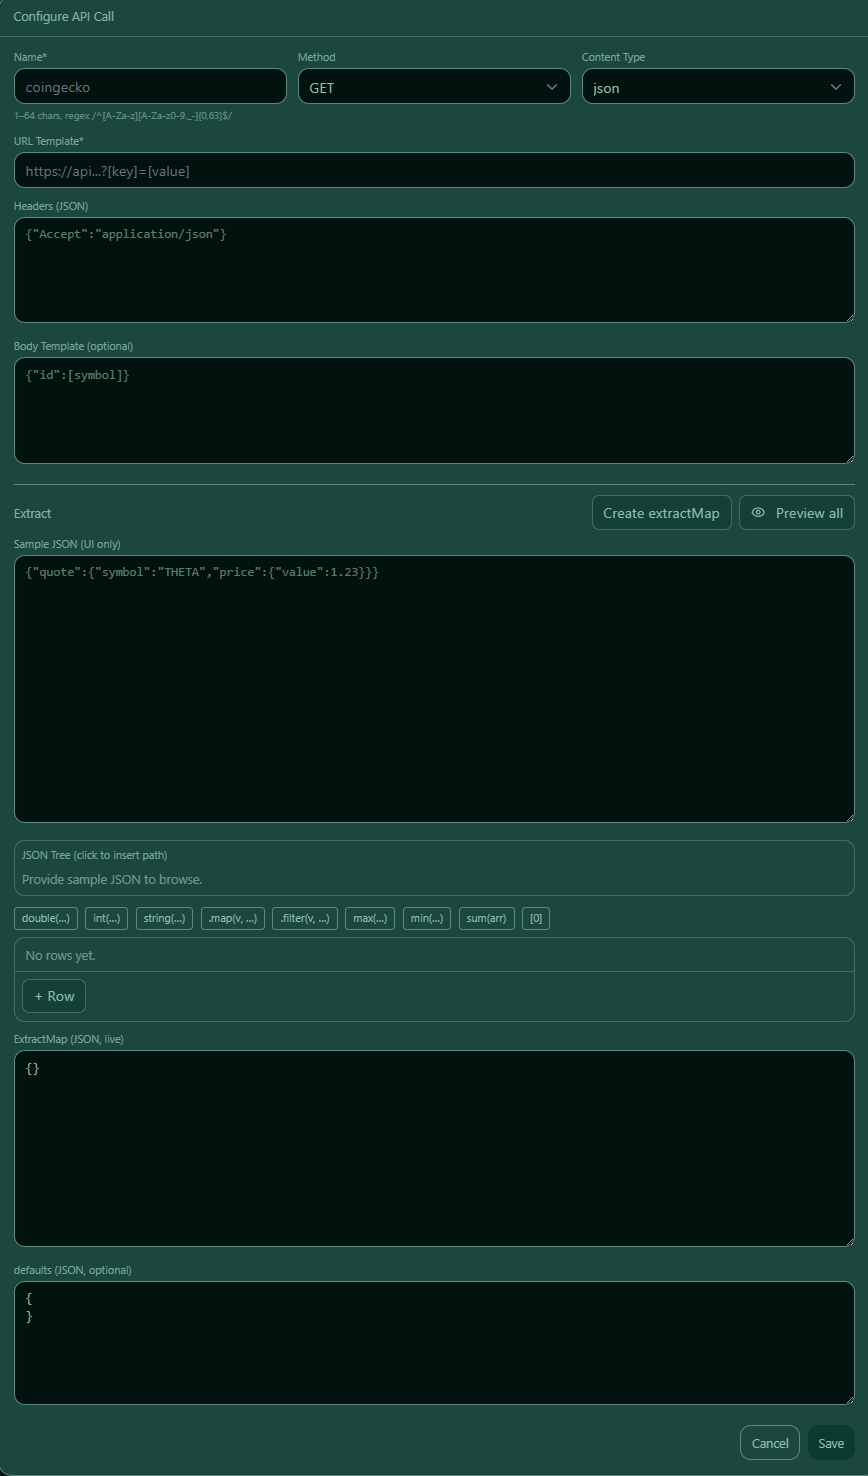 Configure API Call
Name*
Method
Content Type
coingecko
GET
json
1–64 chars, regex /^[A-Za-z][A-Za-z0-9._-]{0,63}$/
URL Template*
https://api...?[key]=[value]
Headers (JSON)
{"Accept":"application/json"}
Body Template (optional)
{"id":[symbol]}
Extract
Create extractMap
Preview all
Sample JSON (UI only)
{"quote":{"symbol":"THETA","price":{"value":1.23}}}
JSON Tree (click to insert path)
Provide sample JSON to browse.
double(...)
int(...)
string(...)
.map(v, ...)
.filter(v, ...)
max(...)
min(...)
sum(arr)
[0]
No rows yet.
+ Row
ExtractMap (JSON, live)
{}
defaults (JSON, optional)
{
}
Cancel
Save